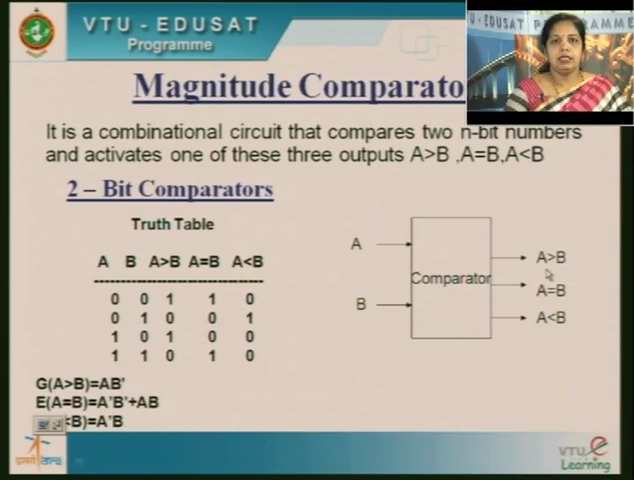 VTU - EDUSAT
Programme
- EDUSAT PROGRAMME
Magnitude Comparato
It is a combinational circuit that compares two n-bit numbers
and activates one of these three outputs A>B ,A=B,A<B
2 – Bit Comparators
Truth Table
A B A>B A=B A<B
0 0 1 1 0
0 1 0 0 1
1 0 1 0 0
1 1 0 1 0
G(A>B)=AB'
E(A=B)=A'B'+AB
<B)=A'B
A
B
Comparator
A>B
A=B
A<B
VTU e
Learning